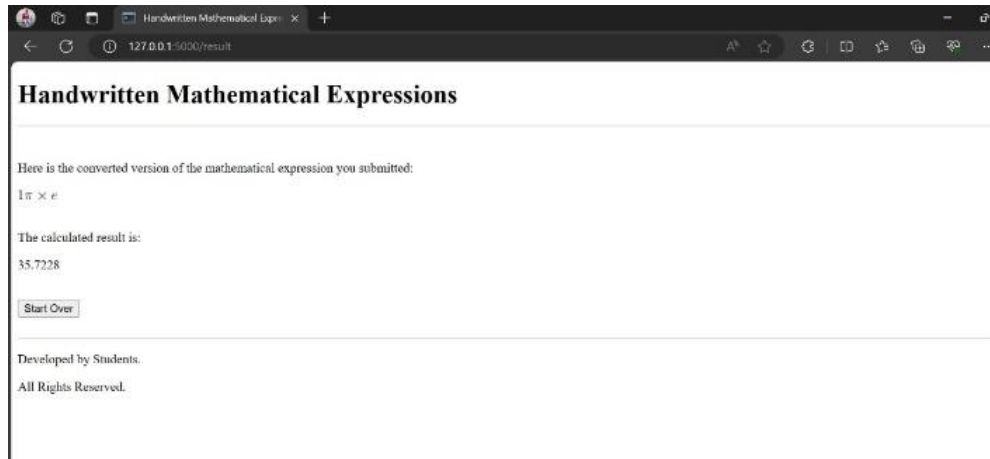 Handwritten Mathematical Expre
127.0.0.1:5000/result
Handwritten Mathematical Expressions
Here is the converted version of the mathematical expression you submitted:
1π × e
The calculated result is:
35.7228
Start Over
Developed by Students.
All Rights Reserved.